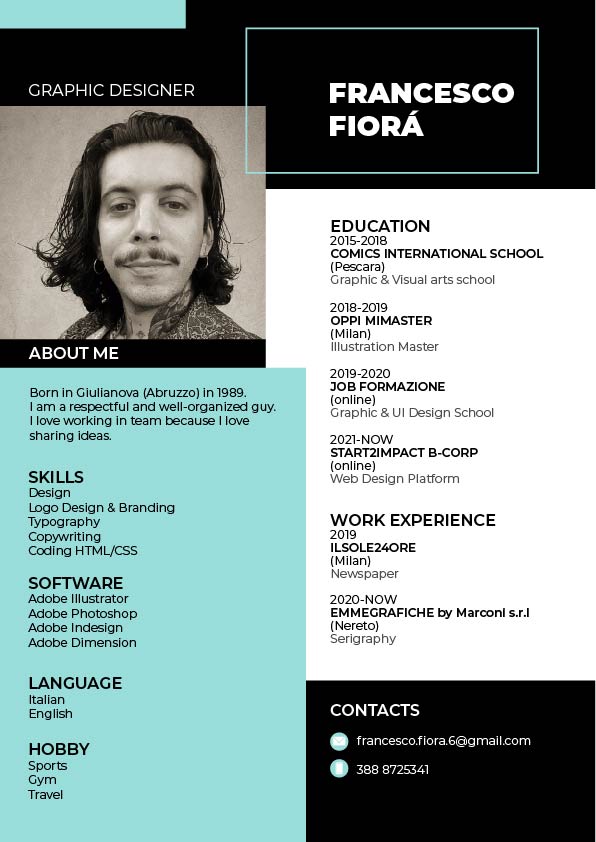 GRAPHIC DESIGNER
FRANCESCO
FIORÁ
ABOUT ME
Born in Giulianova (Abruzzo) in 1989.
I am a respectful and well-organized guy.
I love working in team because I love
sharing ideas.
SKILLS
Design
Logo Design & Branding
Typography
Copywriting
Coding HTML/CSS
SOFTWARE
Adobe Illustrator
Adobe Photoshop
Adobe Indesign
Adobe Dimension
LANGUAGE
Italian
English
HOBBY
Sports
Gym
Travel
EDUCATION
2015-2018
COMICS INTERNATIONAL SCHOOL
(Pescara)
Graphic & Visual arts school
2018-2019
OPPI MIMASTER
(Milan)
Illustration Master
2019-2020
JOB FORMAZIONE
(online)
Graphic & UI Design School
2021-NOW
START2IMPACT B-CORP
(online)
Web Design Platform
WORK EXPERIENCE
2019
ILSOLE24ORE
(Milan)
Newspaper
2020-NOW
EMMEGRAFICHE by Marconi s.r.l
(Nereto)
Serigraphy
CONTACTS
francesco.fiora.6@gmail.com
388 8725341